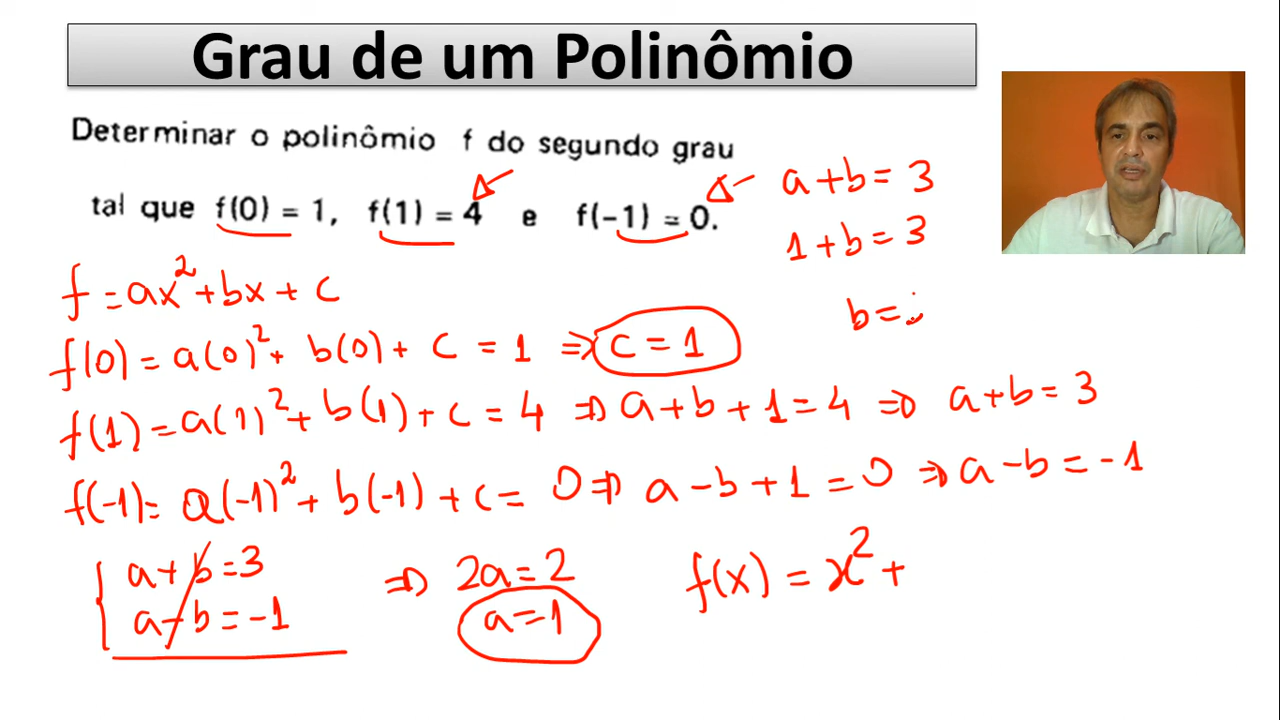 Grau de um Polinômio
Determinar o polinômio f do segundo grau
tal que f(0) = 1, f(1) = 4 e f(-1) = 0.
a+b = 3
1+b = 3
b =
f = ax²+bx+c
f(0) = a(0)²+ b(0)+ c = 1 ⇒ c = 1
f(1) = a(1)²+ b(1)+ c = 4 ⇒ a+b+1=4 ⇒ a+b = 3
f(-1)= a(-1)²+ b(-1)+c= 0 ⇒ a-b+1=0 ⇒ a-b = -1
{ a+b=3
a-b=-1
⇒ 2a=2
a=1
f(x) = x²+